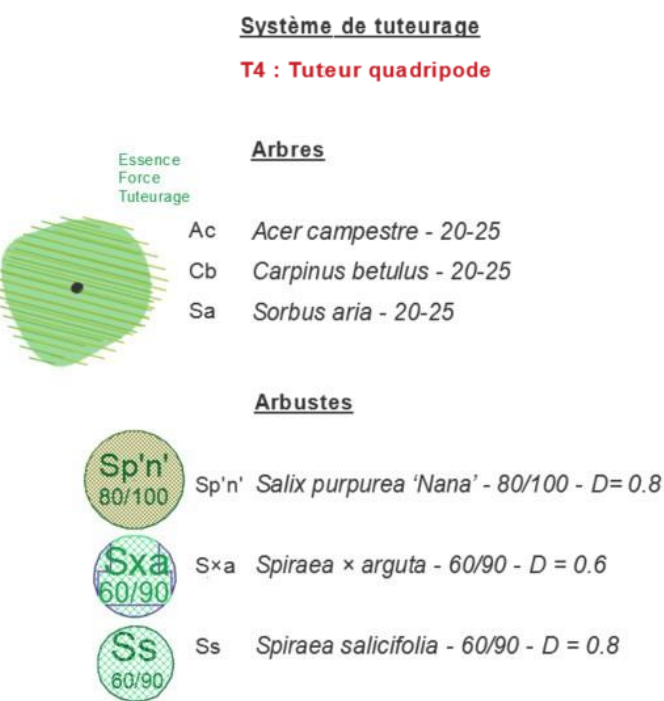 Système de tuteurage
T4 : Tuteur quadripode
Essence
Force
Tuteurage
Arbres
Ac Acer campestre - 20-25
Cb Carpinus betulus - 20-25
Sa Sorbus aria - 20-25
Arbustes
Sp'n'
80/100
Sp'n' Salix purpurea ‘Nana’ - 80/100 - D= 0.8
Sxa
60/90
S×a Spiraea × arguta - 60/90 - D = 0.6
Ss
60/90
Ss Spiraea salicifolia - 60/90 - D = 0.8